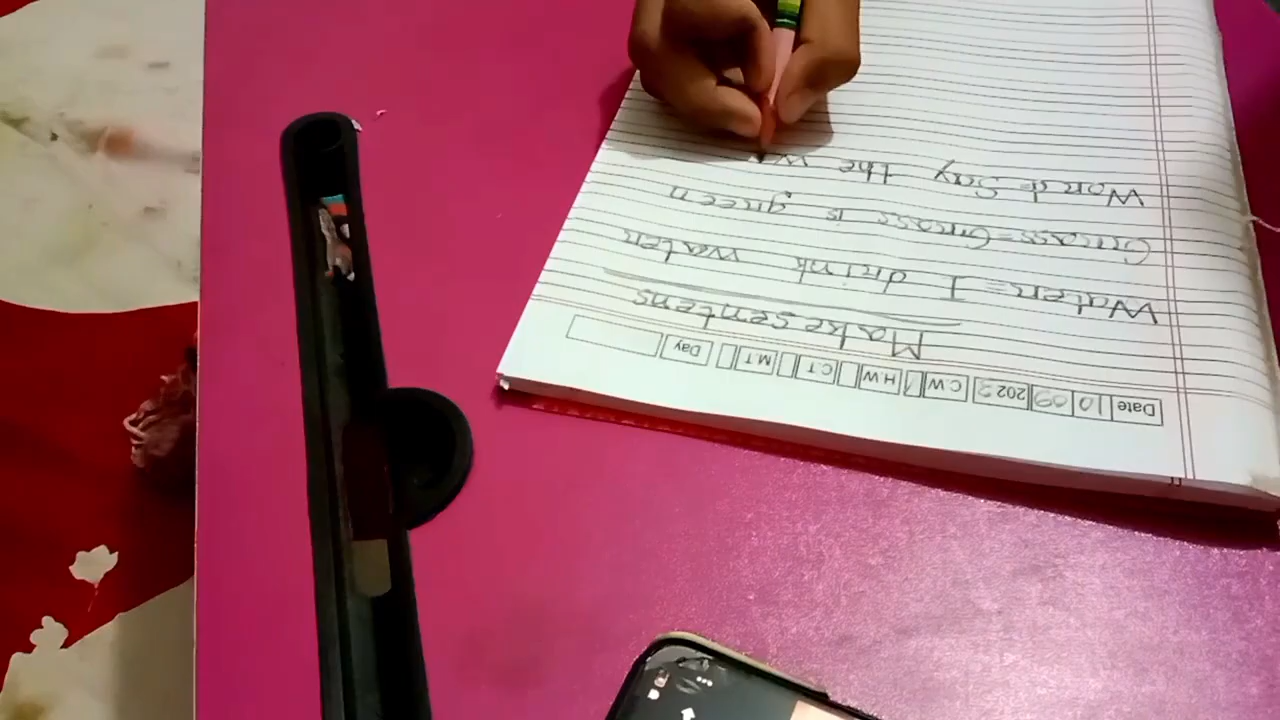 Date 10 09 2023 C.W / H.W C.T M.T Day
Make sentens
Water = I drink water
Grass = Grass is green
Word = Say the w